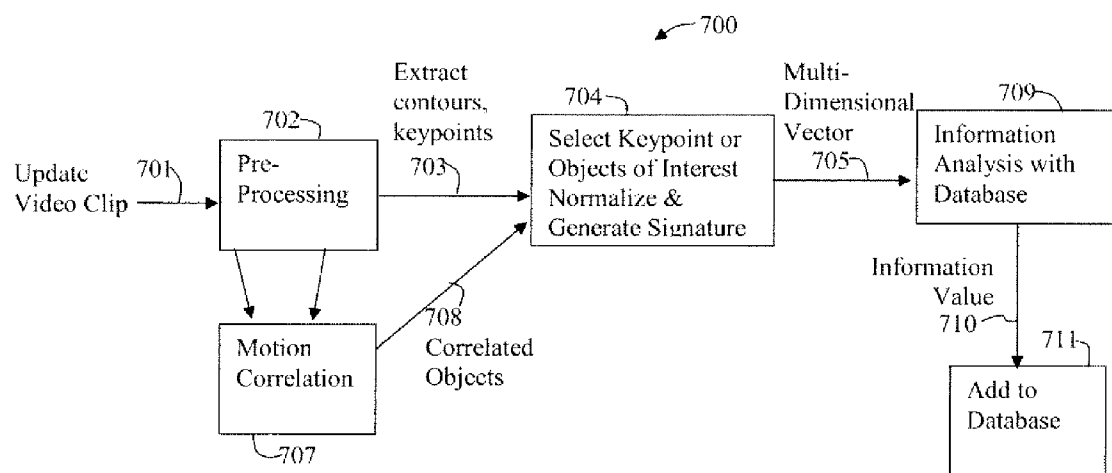 700
Extract
contours,
keypoints
703
Multi-
Dimensional
Vector
705
704
709
702
701
Update
Video Clip
Pre-
Processing
Select Keypoint or
Objects of Interest
Normalize &
Generate Signature
Information
Analysis with
Database
708
Correlated
Objects
Information
Value
710
711
Motion
Correlation
707
Add to
Database